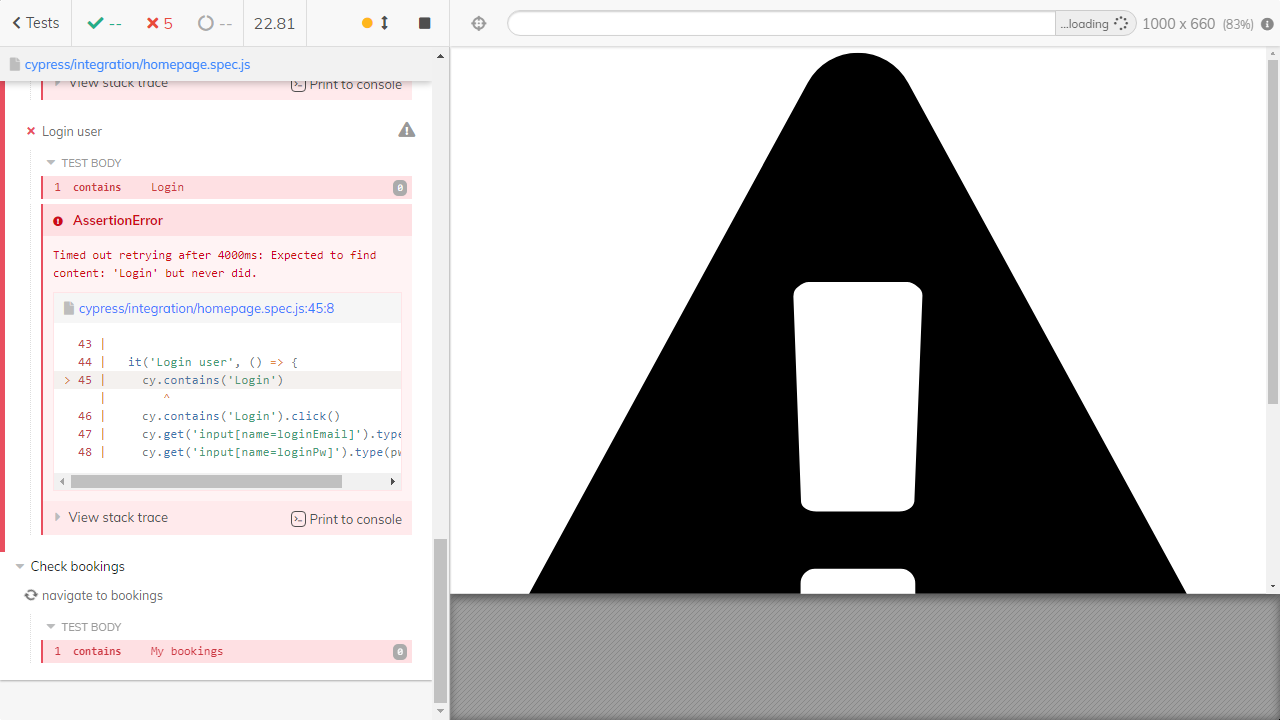 Tests
--
5
--
22.81
...loading
1000 x 660 (83%)
cypress/integration/homepage.spec.js
View stack trace
Print to console
Login user
TEST BODY
1 contains Login 0
AssertionError
Timed out retrying after 4000ms: Expected to find
content: 'Login' but never did.
cypress/integration/homepage.spec.js:45:8
43 |
44 | it('Login user', () => {
> 45 | cy.contains('Login')
| ^
46 | cy.contains('Login').click()
47 | cy.get('input[name=loginEmail]').type
48 | cy.get('input[name=loginPw]').type(pw
View stack trace
Print to console
Check bookings
navigate to bookings
TEST BODY
1 contains My bookings 0